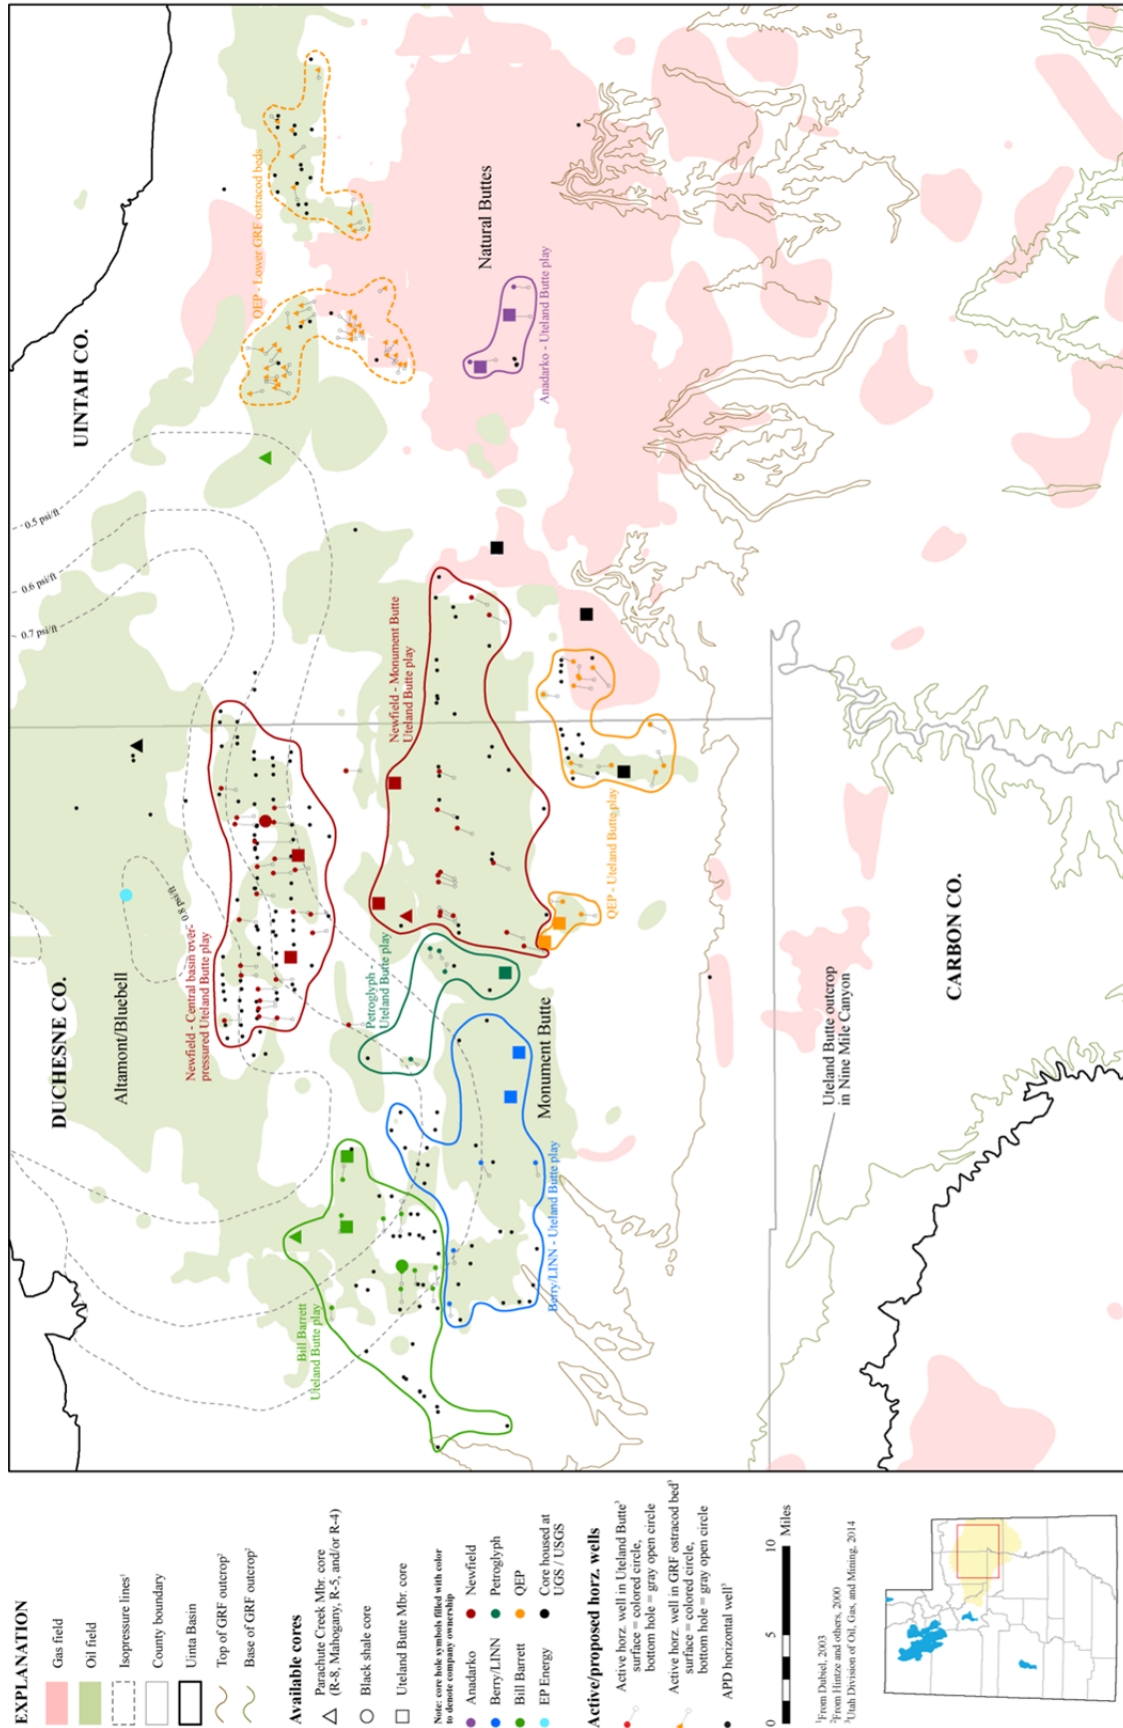 EXPLANATION
Gas field
Oil field
Isopressure lines¹
County boundary
Uinta Basin
Top of GRF outcrop²
Base of GRF outcrop²
Available cores
Parachute Creek Mbr. core
(R-8, Mahogany, R-5, and/or R-4)
Black shale core
Uteland Butte Mbr. core
Note: core hole symbols filled with color
to denote company ownership
Anadarko
Newfield
Berry/LINN
Petroglyph
Bill Barrett
QEP
EP Energy
Core housed at
UGS / USGS
Active/proposed horz. wells
Active horz. well in Uteland Butte³
surface = colored circle,
bottom hole = gray open circle
Active horz. well in GRF ostracod bed³
surface = colored circle,
bottom hole = gray open circle
APD horizontal well³
0 5 10
Miles
¹From Dubiel, 2003
²From Hintze and others, 2000
³Utah Division of Oil, Gas, and Mining, 2014
DUCHESNE CO.
UINTAH CO.
Altamont/Bluebell
0.5 psi/ft
0.6 psi/ft
0.7 psi/ft
0.8 psi/ft
Newfield - Central basin over-
pressured Uteland Butte play
QEP - Lower GRF ostracod beds
Bill Barrett
Uteland Butte play
Petroglyph -
Uteland Butte play
Newfield - Monument Butte
Uteland Butte play
Natural Buttes
Anadarko - Uteland Butte play
Monument Butte
Berry/LINN - Uteland Butte play
QEP - Uteland Butte play
Uteland Butte outcrop
in Nine Mile Canyon
CARBON CO.